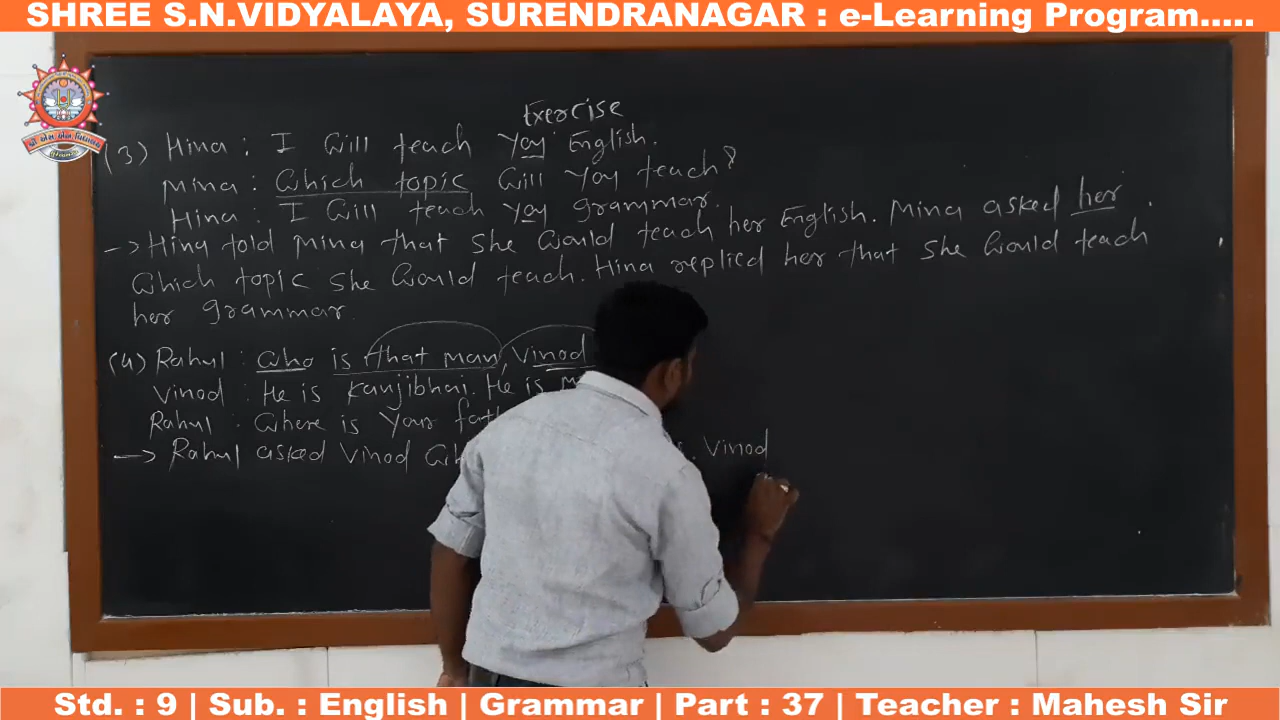 SHREE S.N.VIDYALAYA, SURENDRANAGAR : e-Learning Program.....
Exercise
(3) Hina : I will teach you English.
Mina : Which topic will you teach?
Hina : I will teach you grammar.
-> Hina told Mina that she would teach her English. Mina asked her
which topic she would teach. Hina replied her that she would teach
her grammar.
(4) Rahul : Who is that man, Vinod
Vinod : He is Kanjibhai. He is
Rahul : Where is your
-> Rahul asked Vinod . Vinod
Std. : 9 | Sub. : English | Grammar | Part : 37 | Teacher : Mahesh Sir